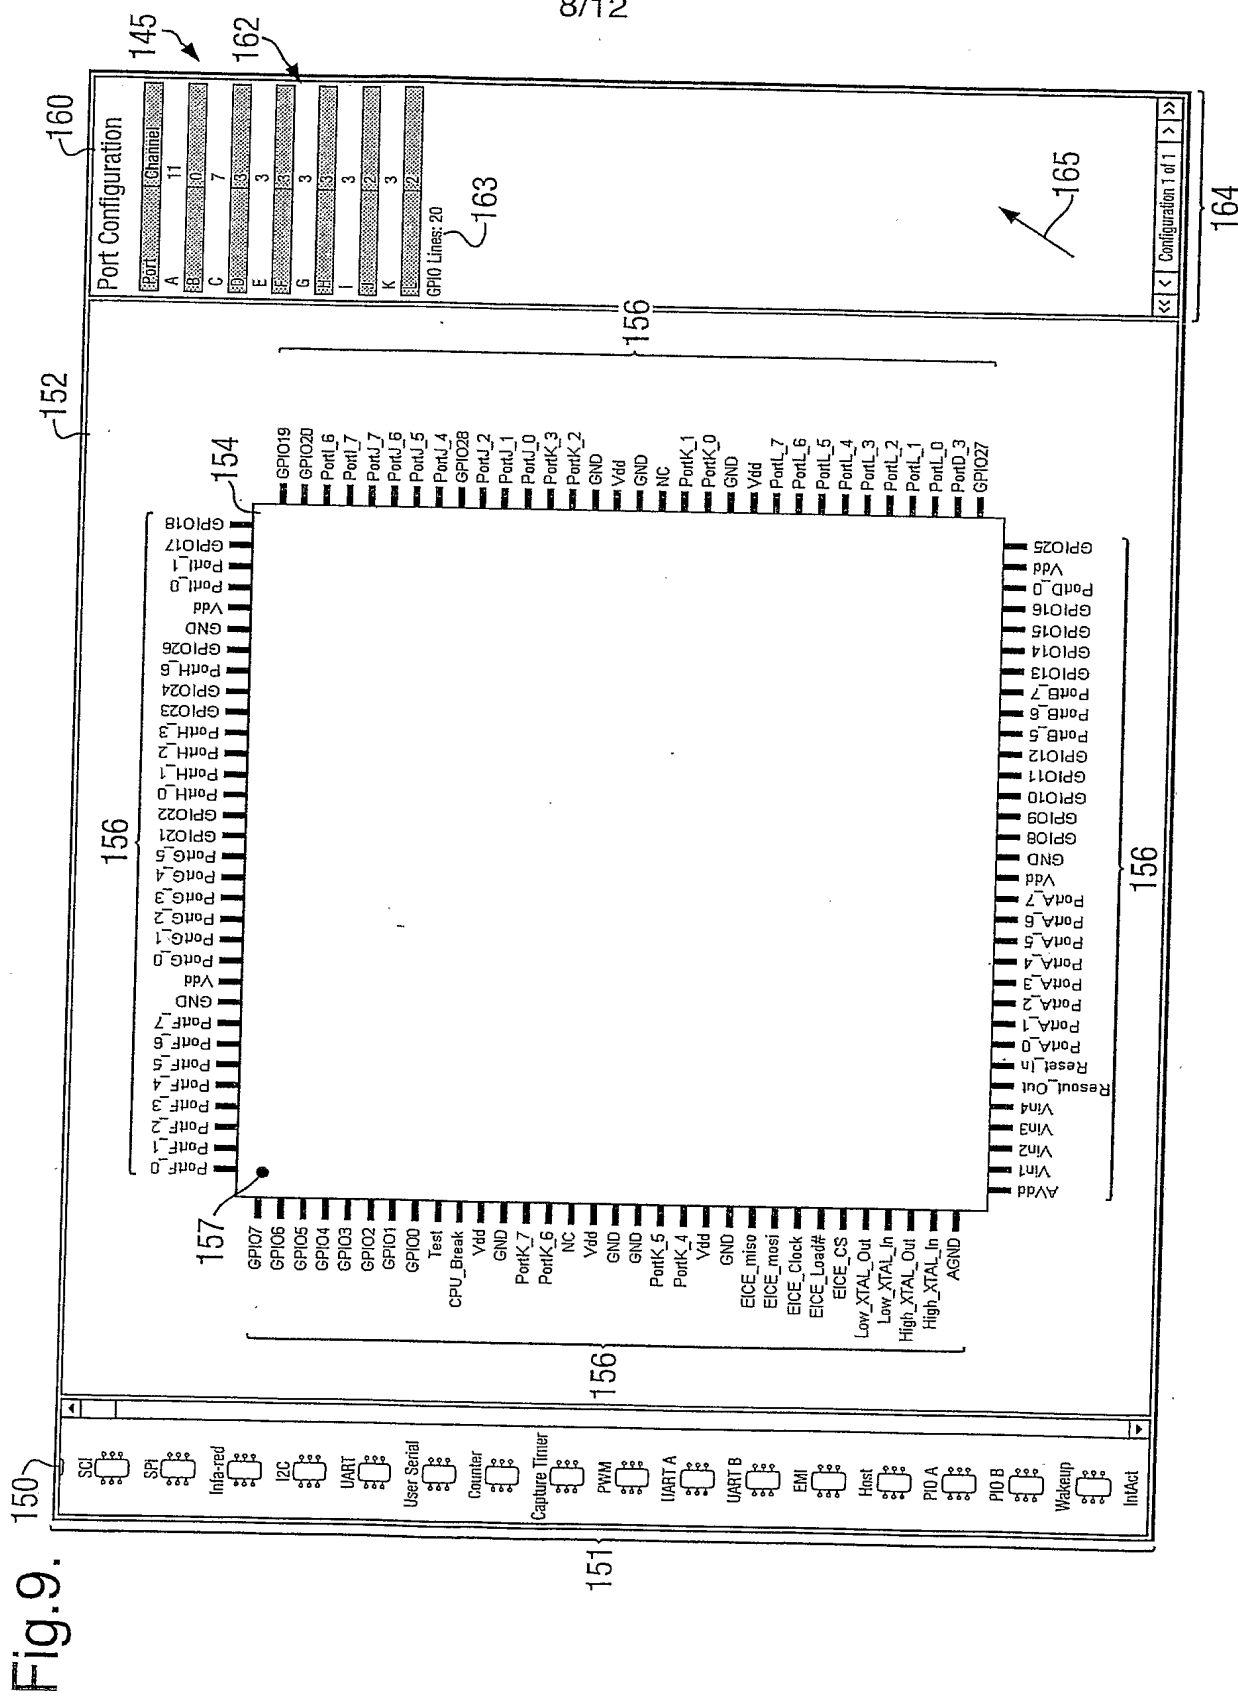 8/12
Fig.9.
150
151
SCI
SPI
Infa-red
I2C
UART
User Serial
Counter
Capture Timer
PWM
UART A
UART B
EMI
Host
PIO A
PIO B
Wakeup
IntAct
152
154
157
156
GPIO7
GPIO6
GPIO5
GPIO4
GPIO3
GPIO2
GPIO1
GPIO0
Test
CPU_Break
Vdd
GND
PortK_7
PortK_6
NC
Vdd
GND
GND
PortK_5
PortK_4
Vdd
GND
EICE_miso
EICE_mosi
EICE_Clock
EICE_Load#
EICE_CS
Low_XTAL_Out
Low_XTAL_In
High_XTAL_Out
High_XTAL_In
AGND
156
PortF_0
PortF_1
PortF_2
PortF_3
PortF_4
PortF_5
PortF_6
PortF_7
GND
Vdd
PortG_0
PortG_1
PortG_2
PortG_3
PortG_4
PortG_5
GPIO21
GPIO22
PortH_0
PortH_1
PortH_2
PortH_3
GPIO23
GPIO24
PortH_6
GPIO26
GND
Vdd
PortI_0
PortI_1
GPIO17
GPIO18
156
AVdd
Vin1
Vin2
Vin3
Vin4
Resout_Out
Reset_In
PortA_0
PortA_1
PortA_2
PortA_3
PortA_4
PortA_5
PortA_6
PortA_7
Vdd
GND
GPIO8
GPIO9
GPIO10
GPIO11
GPIO12
PortB_5
PortB_6
PortB_7
GPIO13
GPIO14
GPIO15
GPIO16
PortD_0
Vdd
GPIO25
156
GPIO19
GPIO20
PortI_6
PortI_7
PortJ_7
PortJ_6
PortJ_5
PortJ_4
GPIO28
PortJ_2
PortJ_1
PortJ_0
PortK_3
PortK_2
GND
Vdd
GND
NC
PortK_1
PortK_0
GND
Vdd
PortL_7
PortL_6
PortL_5
PortL_4
PortL_3
PortL_2
PortL_1
PortL_0
PortD_3
GPIO27
160
145
162
Port Configuration
Port Channel
A 11
B 0
C 7
D 3
E 3
F 3
G 3
H 3
I 3
J 2
K 3
L 2
GPIO Lines: 20
163
165
<< < Configuration 1 of 1 > >>
164